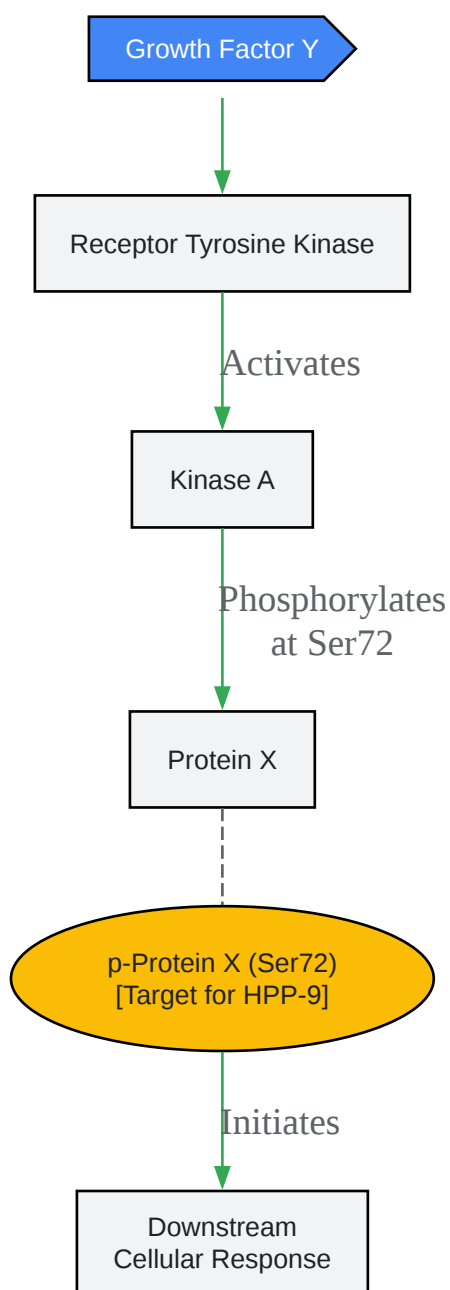 Growth Factor Y
Receptor Tyrosine Kinase
Activates
Kinase A
Phosphorylates
at Ser72
Protein X
p-Protein X (Ser72)
[Target for HPP-9]
Initiates
Downstream
Cellular Response